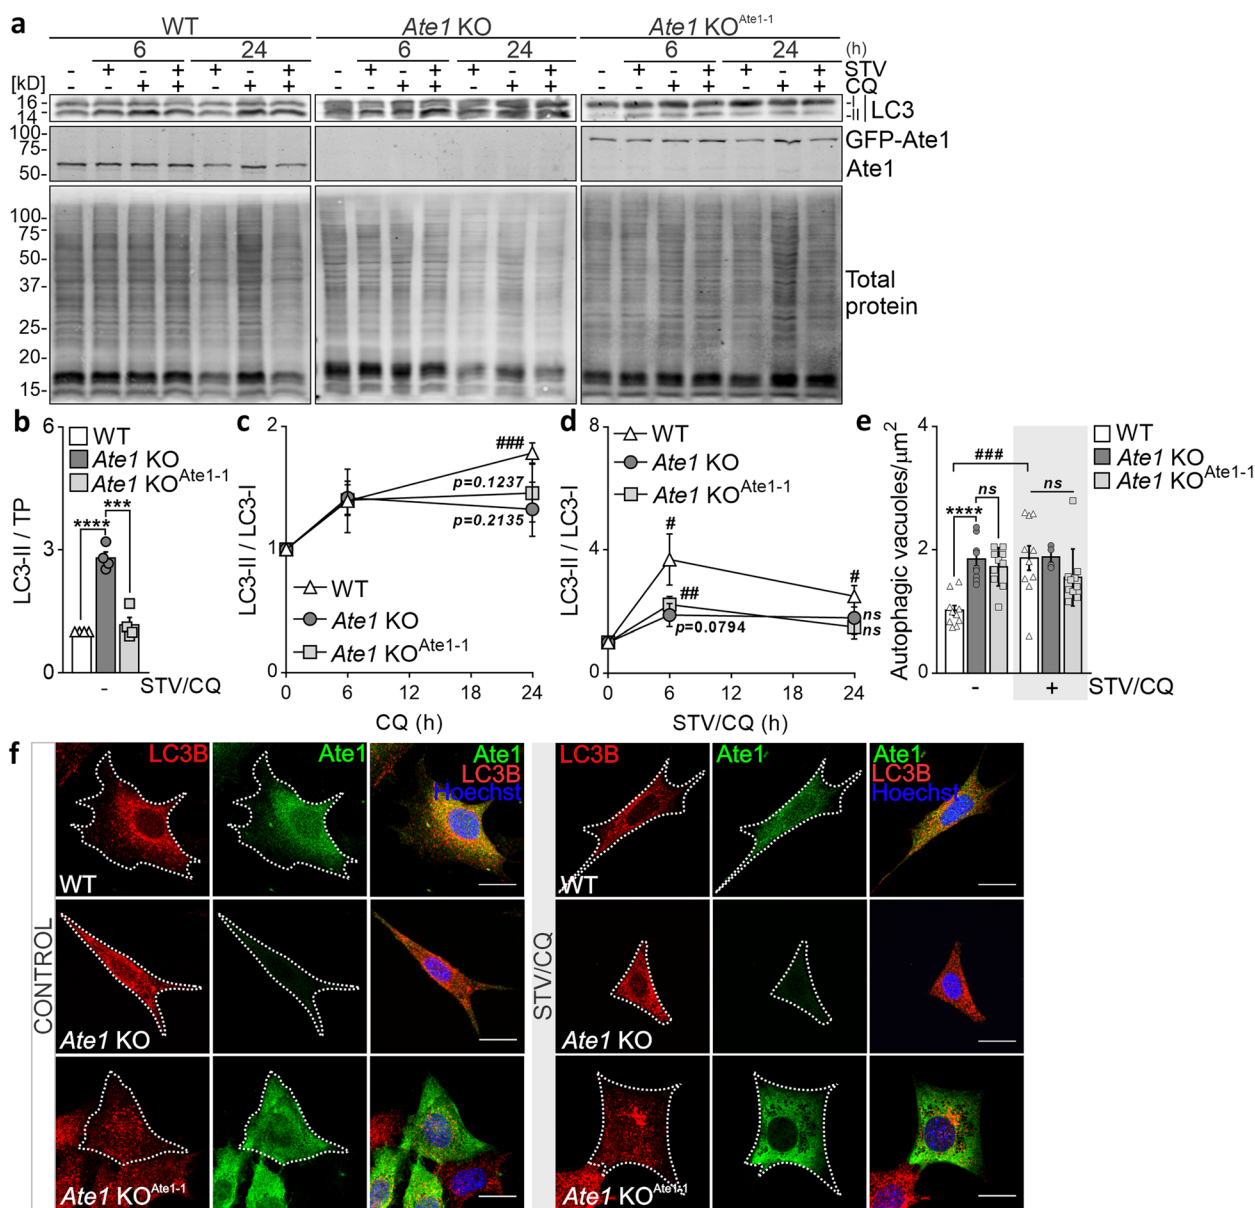 a
WT Ate1 KO Ate1 KO^Ate1-1
6 24 6 24 6 24 (h)
- + - + + - + - + - + + - + - + - + + - + STV
- - + + - + + - - + + - + + - - + + - + + CQ
[kD]
16- -I
14 -II LC3
100- GFP-Ate1
75-
50- Ate1
100-
75-
50-
37- Total
protein
25-
20-
15-
b
6
3
0
LC3-II / TP
WT
Ate1 KO
Ate1 KO^Ate1-1
**** ***
- STV/CQ
c
2
1
0
LC3-II / LC3-I
###
p=0.1237
p=0.2135
WT
Ate1 KO
Ate1 KO^Ate1-1
0 6 12 18 24
CQ (h)
d
8
4
0
LC3-II / LC3-I
WT
Ate1 KO
Ate1 KO^Ate1-1
# #
##
p=0.0794
ns
ns
0 6 12 18 24
STV/CQ (h)
e
4
2
0
Autophagic vacuoles/μm²
WT
Ate1 KO
Ate1 KO^Ate1-1
###
**** ns ns
- + STV/CQ
f
CONTROL
LC3B Ate1 Ate1
LC3B
Hoechst
WT
Ate1 KO
Ate1 KO^Ate1-1
STV/CQ
LC3B Ate1 Ate1
LC3B
Hoechst
WT
Ate1 KO
Ate1 KO^Ate1-1